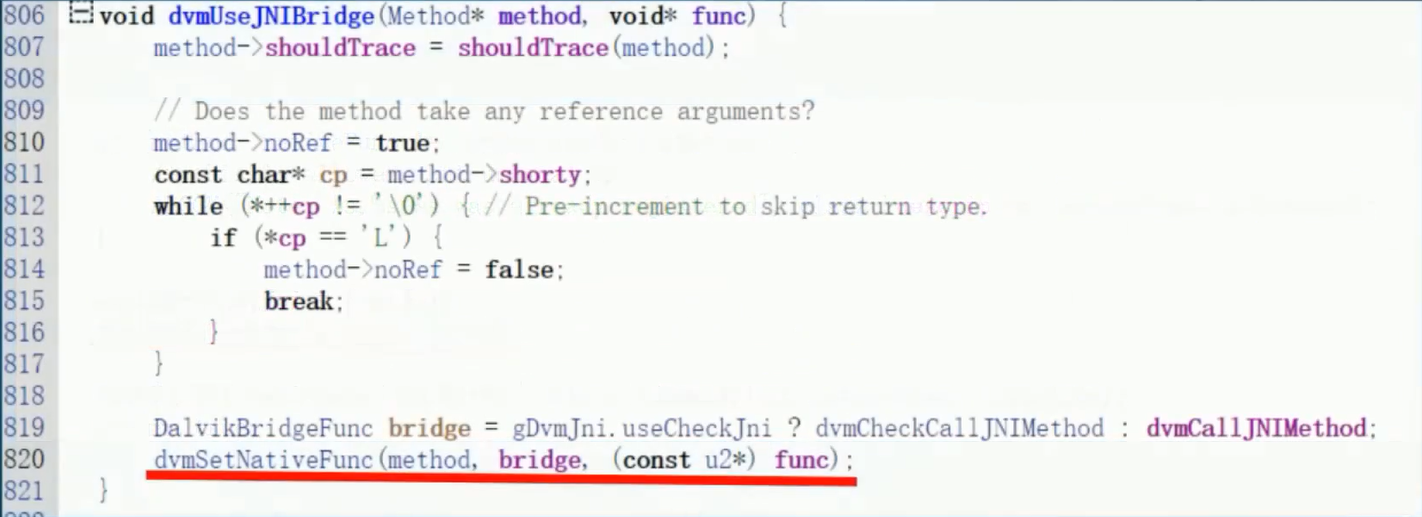 806 void dvmUseJNIBridge(Method* method, void* func) {
807 method->shouldTrace = shouldTrace(method);
808
809 // Does the method take any reference arguments?
810 method->noRef = true;
811 const char* cp = method->shorty;
812 while (*++cp != '\0') { // Pre-increment to skip return type.
813 if (*cp == 'L') {
814 method->noRef = false;
815 break;
816 }
817 }
818
819 DalvikBridgeFunc bridge = gDvmJni.useCheckJni ? dvmCheckCallJNIMethod : dvmCallJNIMethod;
820 dvmSetNativeFunc(method, bridge, (const u2*) func);
821 }